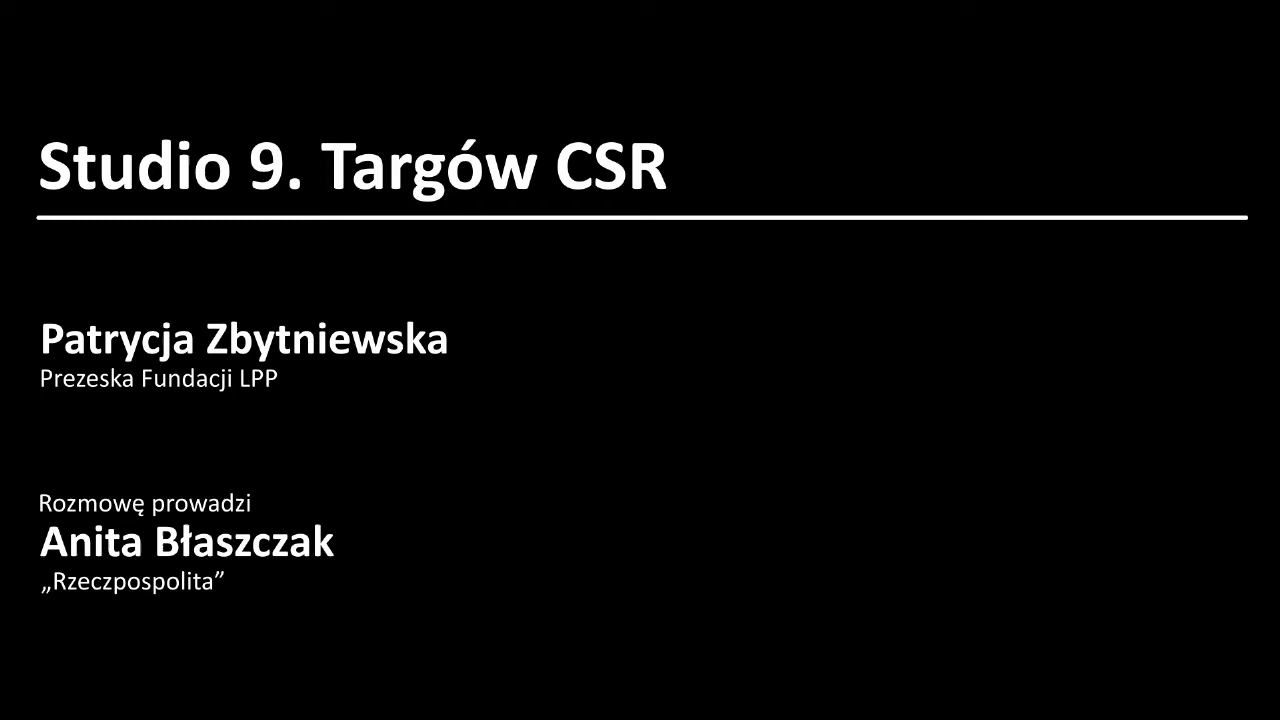 Studio 9. Targów CSR
Patrycja Zbytniewska
Prezeska Fundacji LPP
Rozmowę prowadzi
Anita Błaszczak
„Rzeczpospolita”